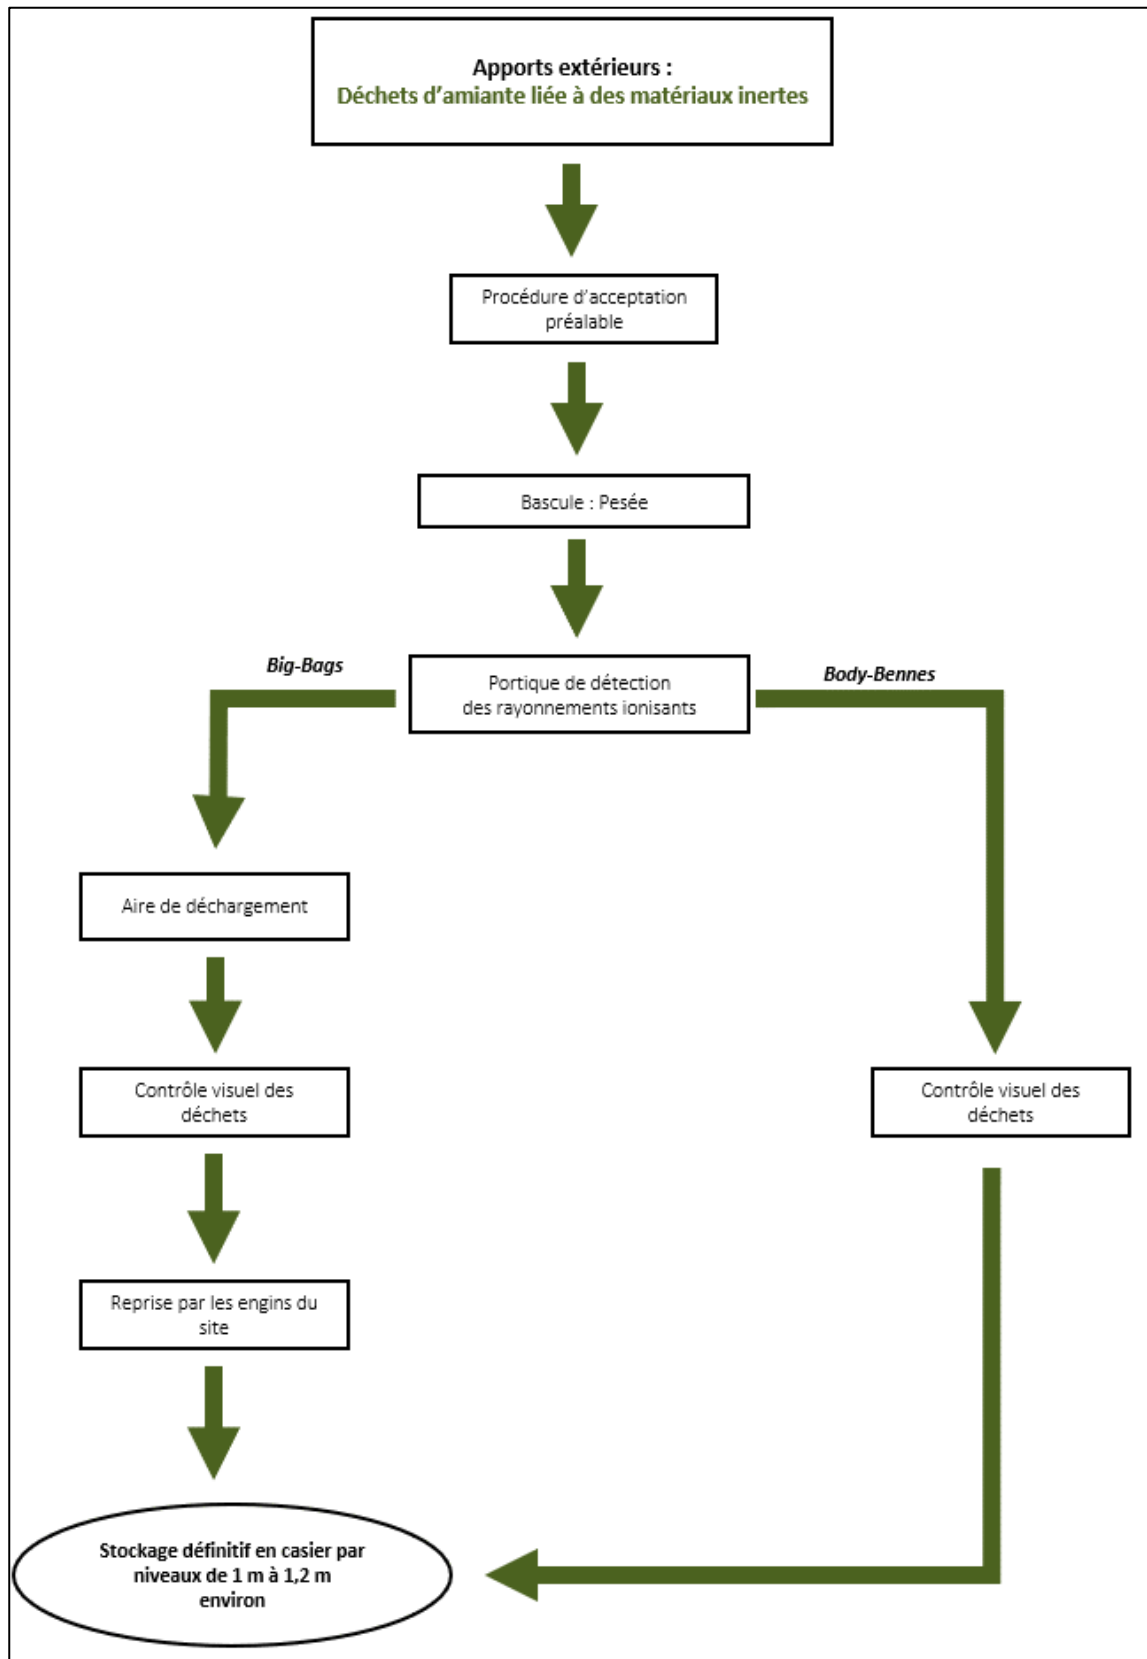 Apports extérieurs :
Déchets d'amiante liée à des matériaux inertes
Procédure d'acceptation
préalable
Bascule : Pesée
Big-Bags
Portique de détection
des rayonnements ionisants
Body-Bennes
Aire de déchargement
Contrôle visuel des
déchets
Contrôle visuel des
déchets
Reprise par les engins du
site
Stockage définitif en casier par
niveaux de 1 m à 1,2 m
environ